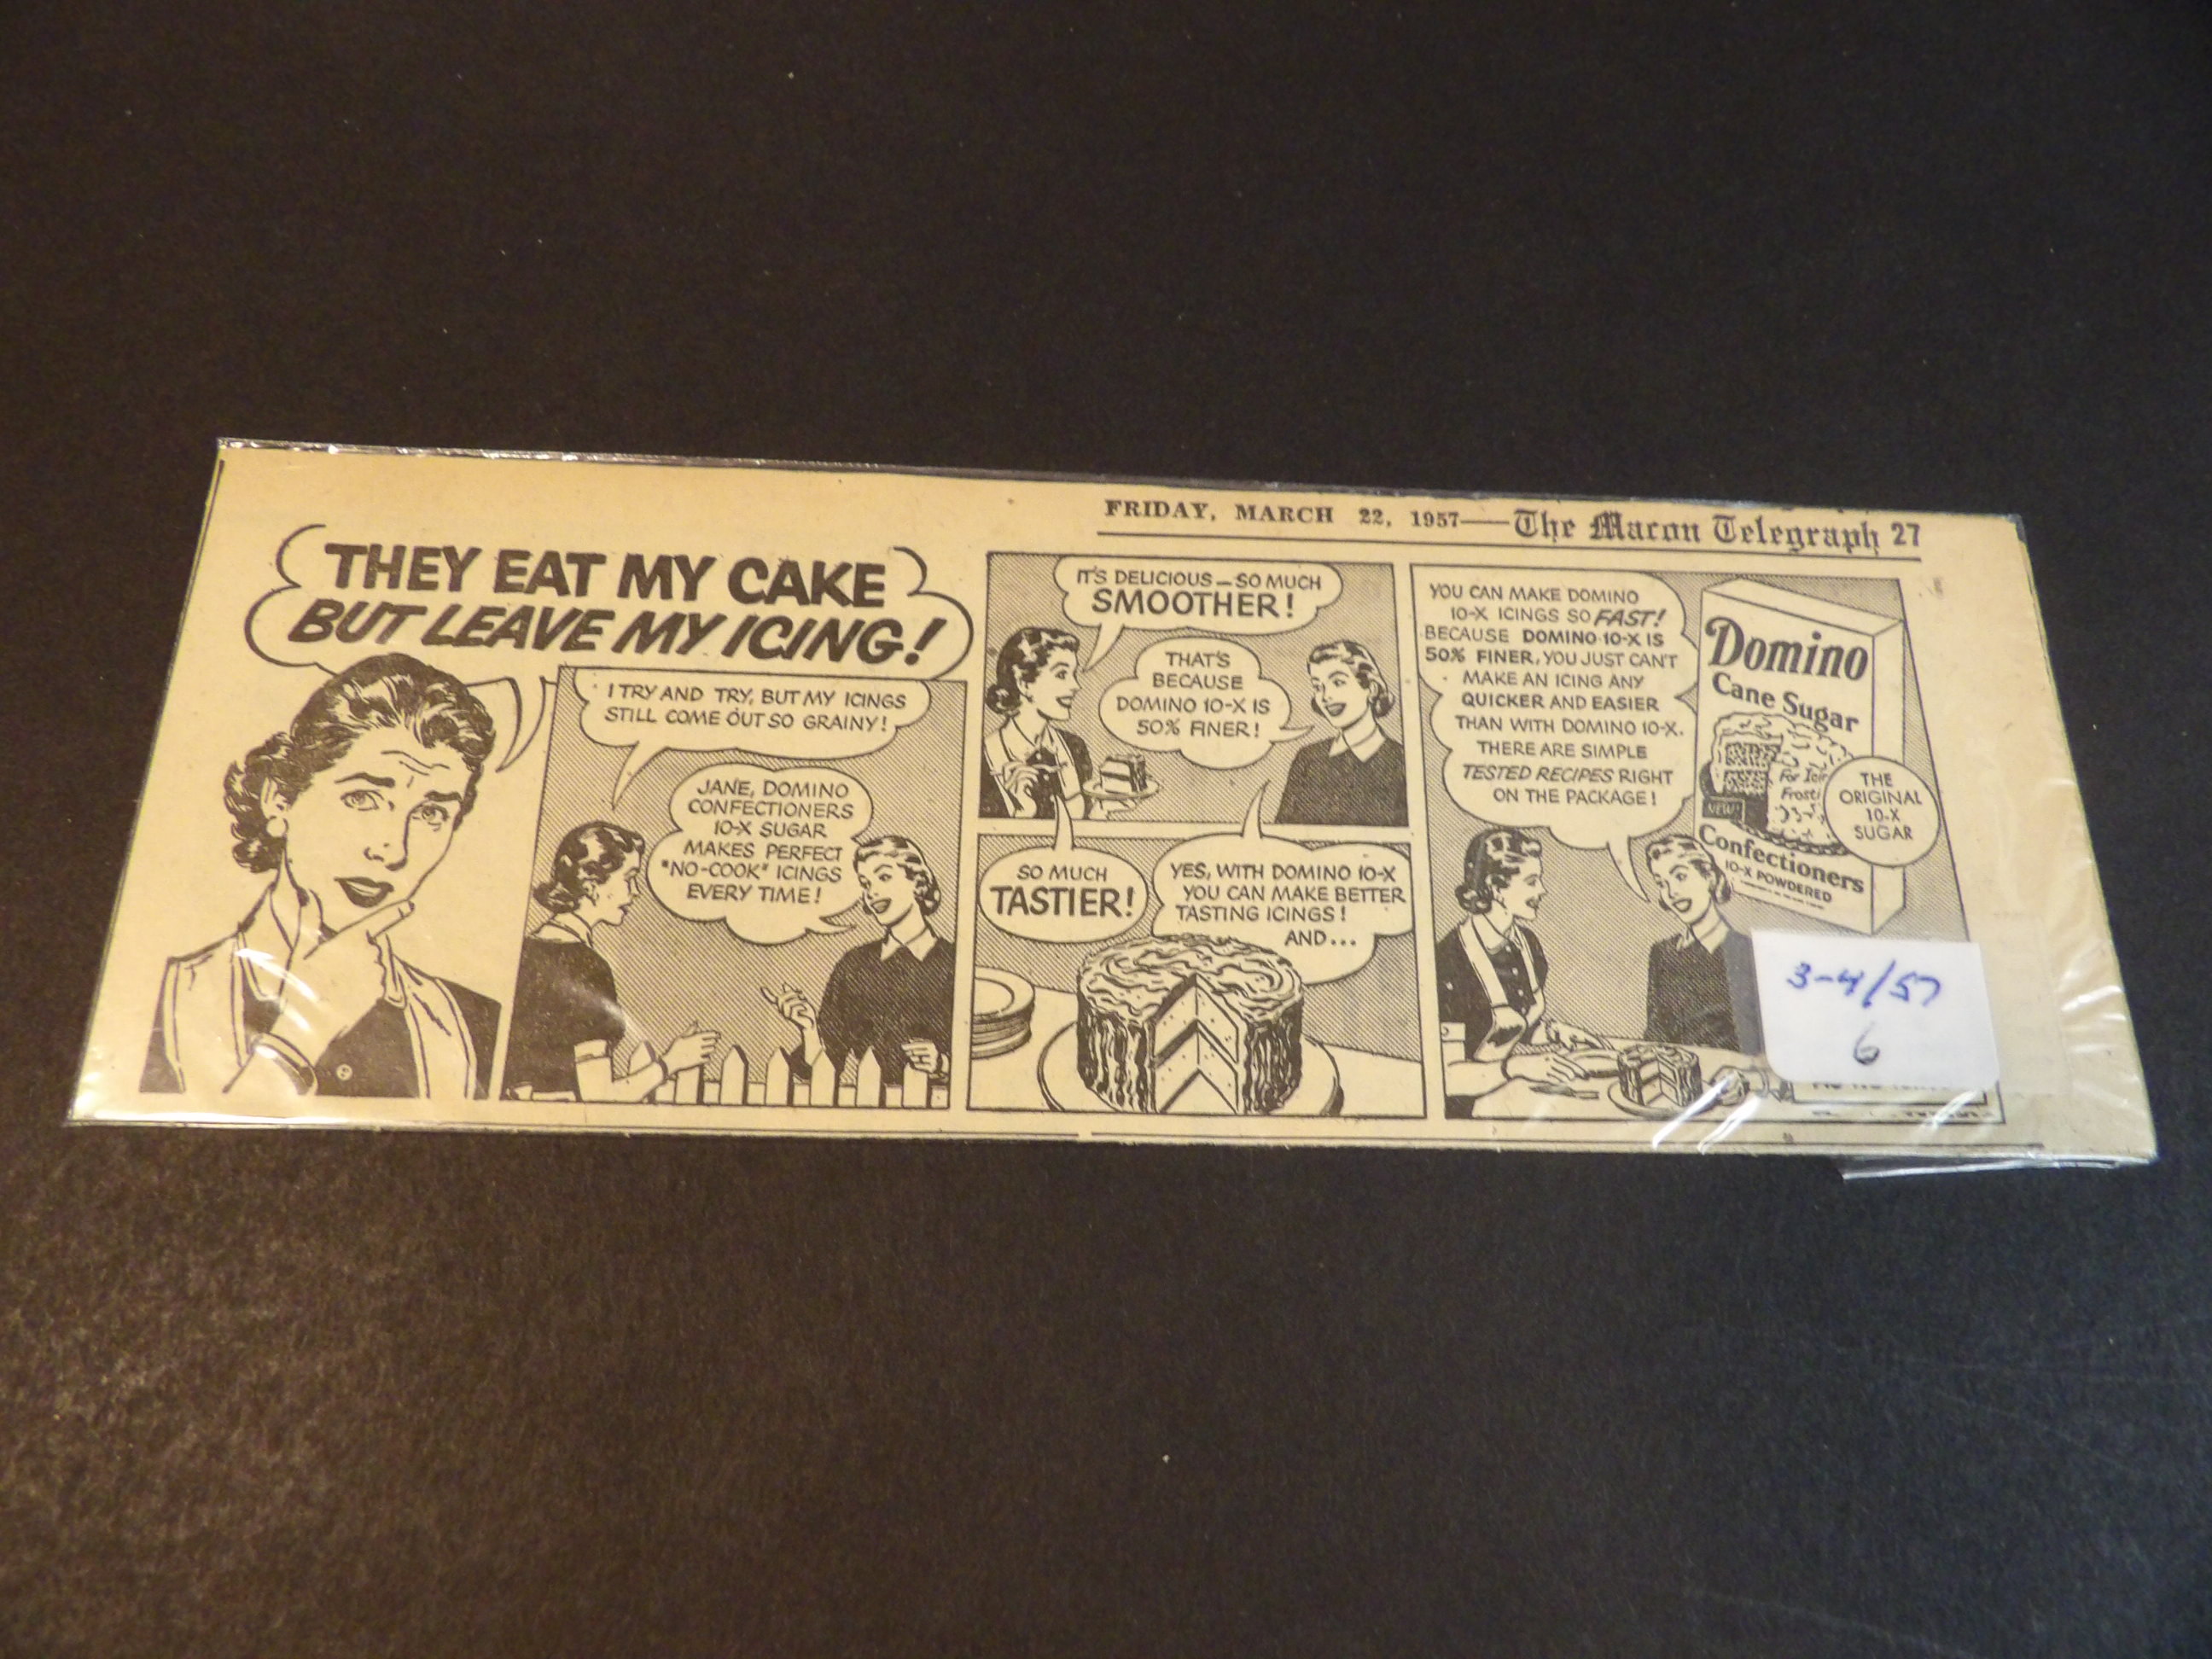 FRIDAY, MARCH 22, 1957—The Macon Telegraph 27
THEY EAT MY CAKE
BUT LEAVE MY ICING!
I TRY AND TRY, BUT MY ICINGS
STILL COME OUT SO GRAINY!
JANE, DOMINO
CONFECTIONERS
10-X SUGAR
MAKES PERFECT
"NO-COOK" ICINGS
EVERY TIME!
IT'S DELICIOUS—SO MUCH
SMOOTHER!
THAT'S
BECAUSE
DOMINO 10-X IS
50% FINER!
SO MUCH
TASTIER!
YES, WITH DOMINO 10-X
YOU CAN MAKE BETTER
TASTING ICINGS!
AND...
YOU CAN MAKE DOMINO
10-X ICINGS SO FAST!
BECAUSE DOMINO 10-X IS
50% FINER, YOU JUST CAN'T
MAKE AN ICING ANY
QUICKER AND EASIER
THAN WITH DOMINO 10-X.
THERE ARE SIMPLE
TESTED RECIPES RIGHT
ON THE PACKAGE!
Domino
Cane Sugar
For
NEW!
Confectioners
10-X POWDERED
THE
ORIGINAL
10-X
SUGAR
3-4/57
6